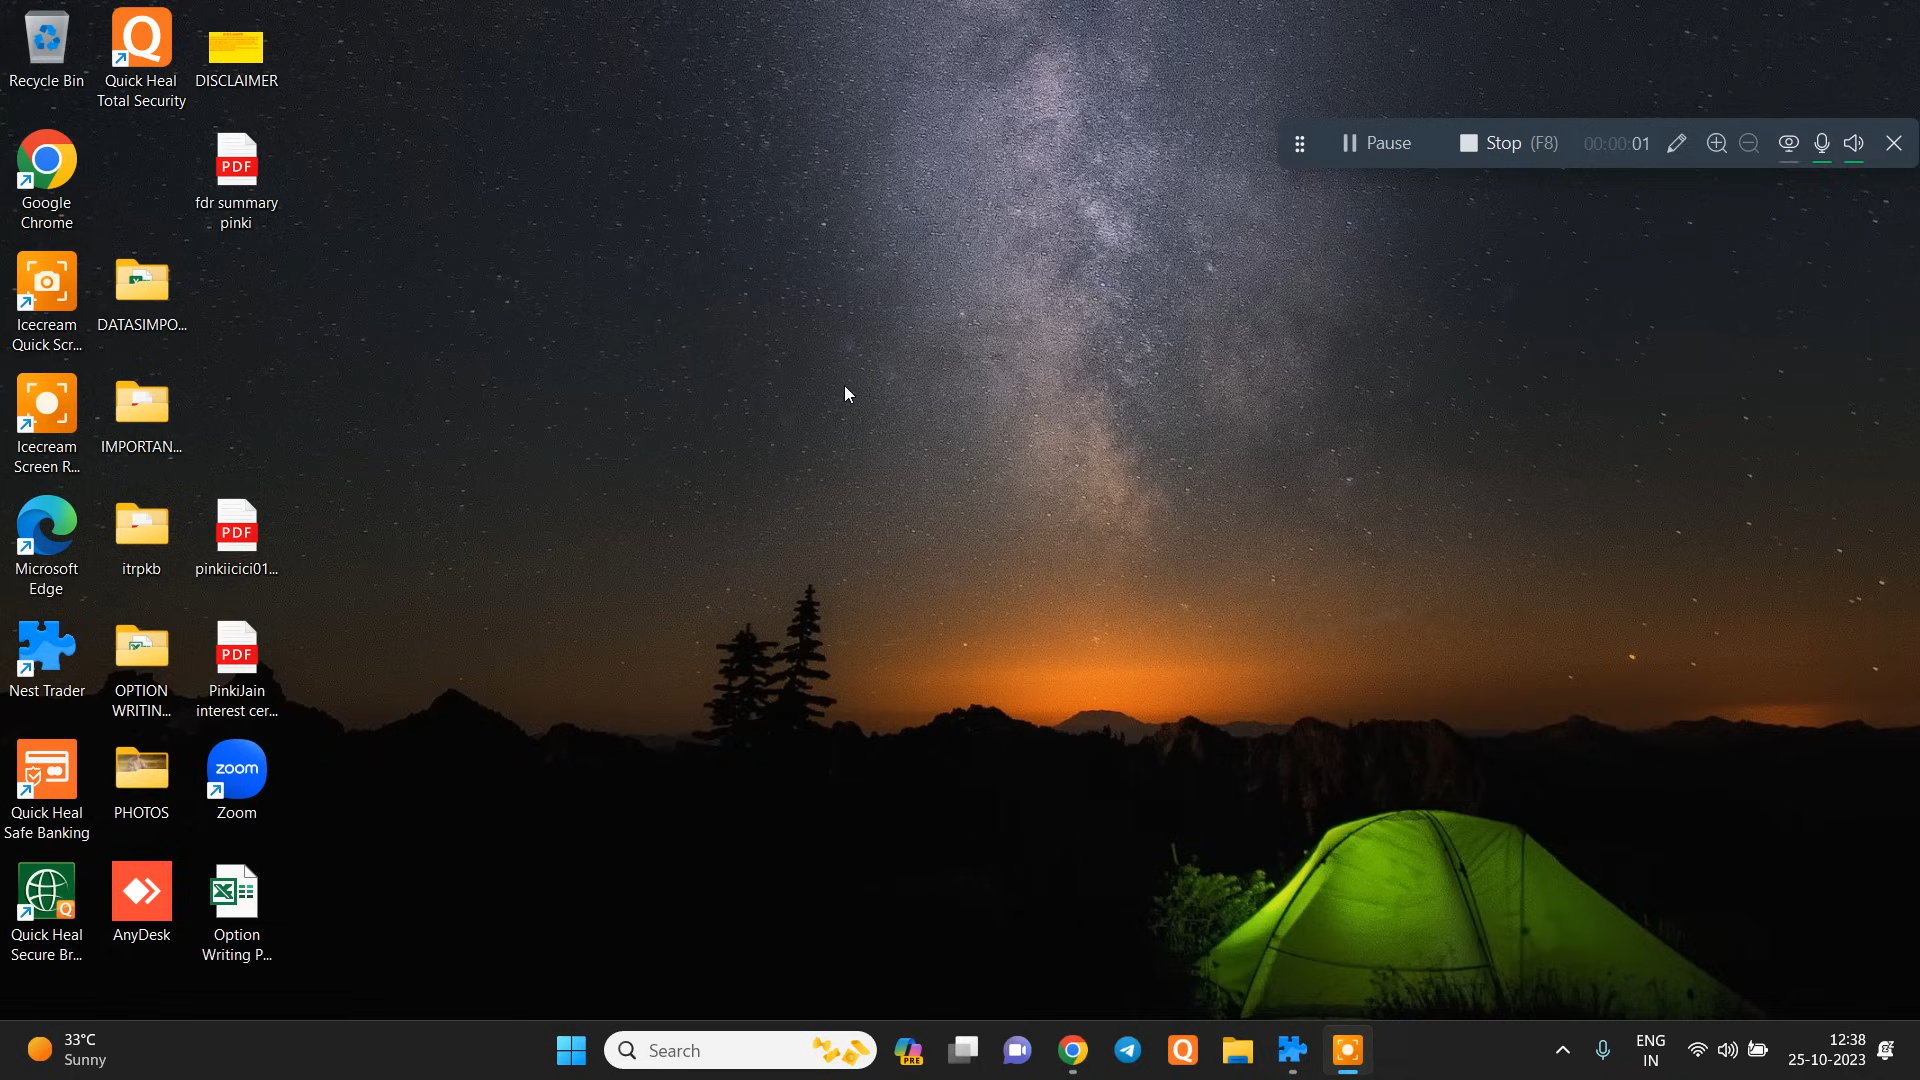 Recycle Bin
Quick Heal
Total Security
DISCLAIMER
Google
Chrome
PDF
fdr summary
pinki
Icecream
Quick Scr...
DATASIMPO...
Icecream
Screen R...
IMPORTAN...
Microsoft
Edge
itrpkb
PDF
pinkiicici01...
Nest Trader
OPTION
WRITIN...
PDF
PinkiJain
interest cer...
Quick Heal
Safe Banking
PHOTOS
zoom
Zoom
Quick Heal
Secure Br...
AnyDesk
Option
Writing P...
Pause
Stop (F8)
00:00:01
33°C
Sunny
Search
PRE
ENG
IN
12:38
25-10-2023